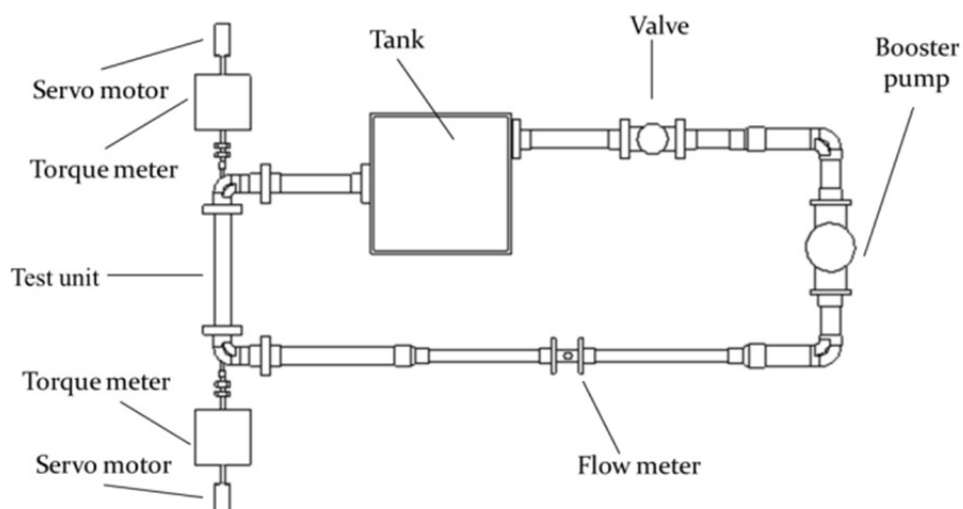 Tank
Valve
Booster
pump
Servo motor
Torque meter
Test unit
Torque meter
Servo motor
Flow meter